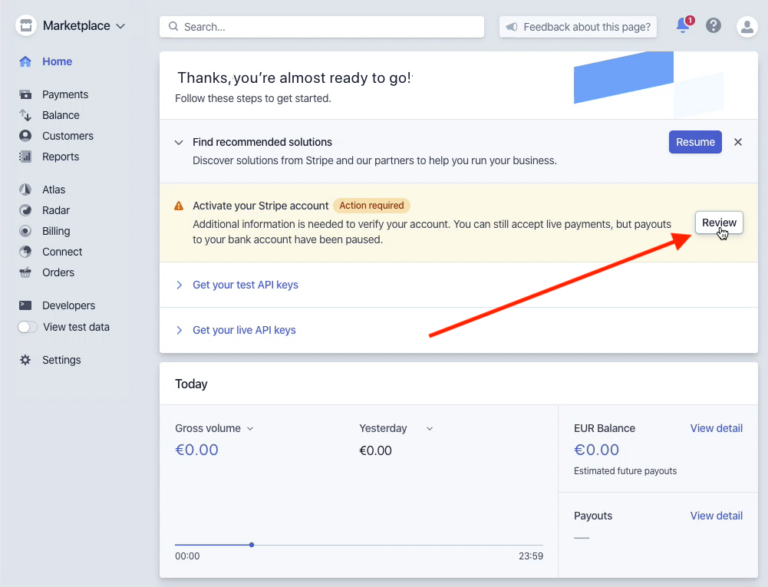 Marketplace
Search...
Feedback about this page?
1
Home
Payments
Balance
Customers
Reports
Atlas
Radar
Billing
Connect
Orders
Developers
View test data
Settings
Thanks, you're almost ready to go!
Follow these steps to get started.
Find recommended solutions
Resume
Discover solutions from Stripe and our partners to help you run your business.
Activate your Stripe account Action required
Additional information is needed to verify your account. You can still accept live payments, but payouts
to your bank account have been paused.
Review
Get your test API keys
Get your live API keys
Today
Gross volume
€0.00
Yesterday
€0.00
00:00
23:59
EUR Balance
View detail
€0.00
Estimated future payouts
Payouts
View detail
—